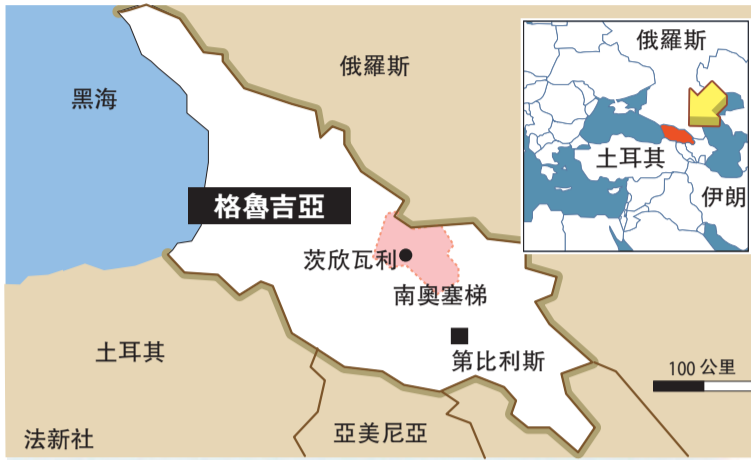 俄羅斯
黑海
格魯吉亞
茨欣瓦利
南奧塞梯
第比利斯
土耳其
亞美尼亞
法新社
100 公里
俄羅斯
土耳其
伊朗